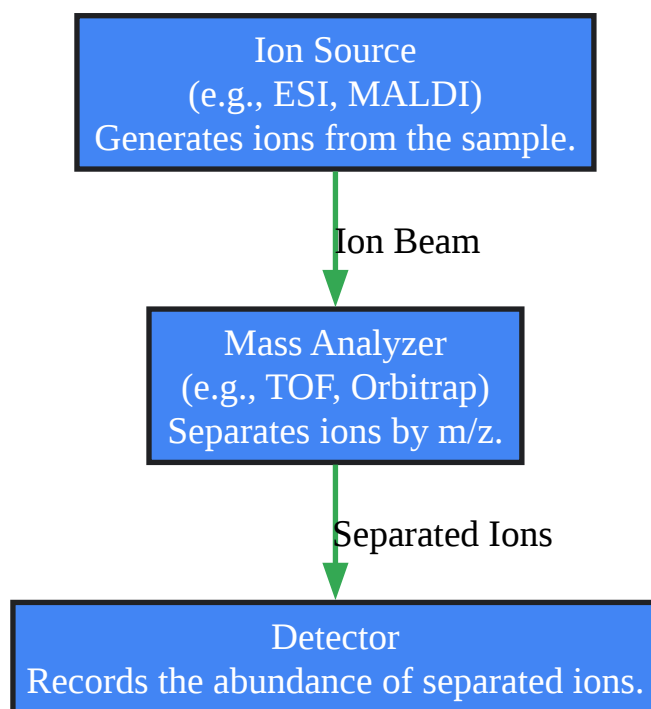 Ion Source
(e.g., ESI, MALDI)
Generates ions from the sample.
Ion Beam
Mass Analyzer
(e.g., TOF, Orbitrap)
Separates ions by m/z.
Separated Ions
Detector
Records the abundance of separated ions.